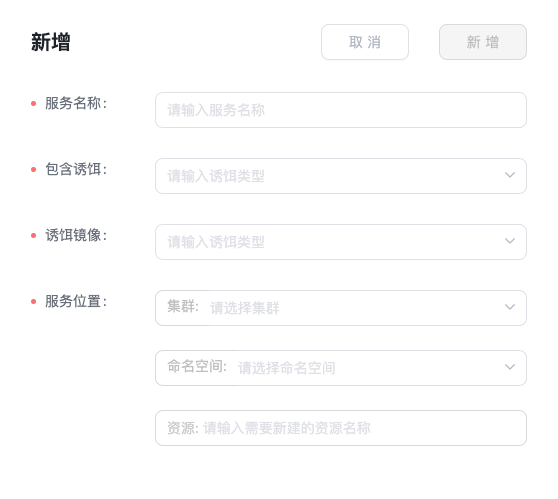 新增
取 消
新 增
服务名称:
请输入服务名称
包含诱饵:
请输入诱饵类型
诱饵镜像:
请输入诱饵类型
服务位置:
集群: 请选择集群
命名空间: 请选择命名空间
资源: 请输入需要新建的资源名称